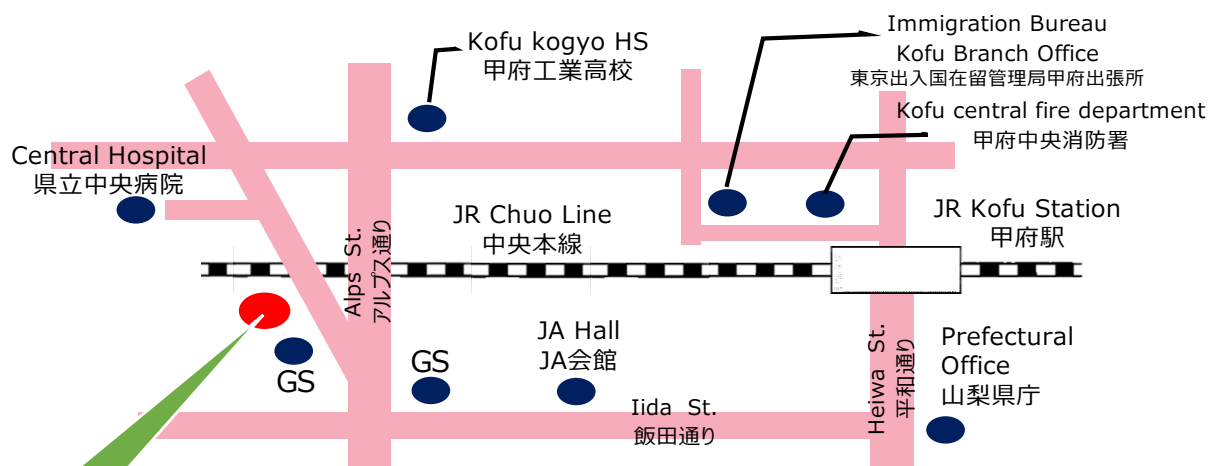 Immigration Bureau
Kofu Branch Office
東京出入国在留管理局甲府出張所
Kofu kogyo HS
甲府工業高校
Kofu central fire department
甲府中央消防署
Central Hospital
県立中央病院
JR Chuo Line
中央本線
JR Kofu Station
甲府駅
Alps St.
アルプス通り
GS
GS
JA Hall
JA会館
Heiwa St.
平和通り
Prefectural
Office
山梨県庁
Iida St.
飯田通り